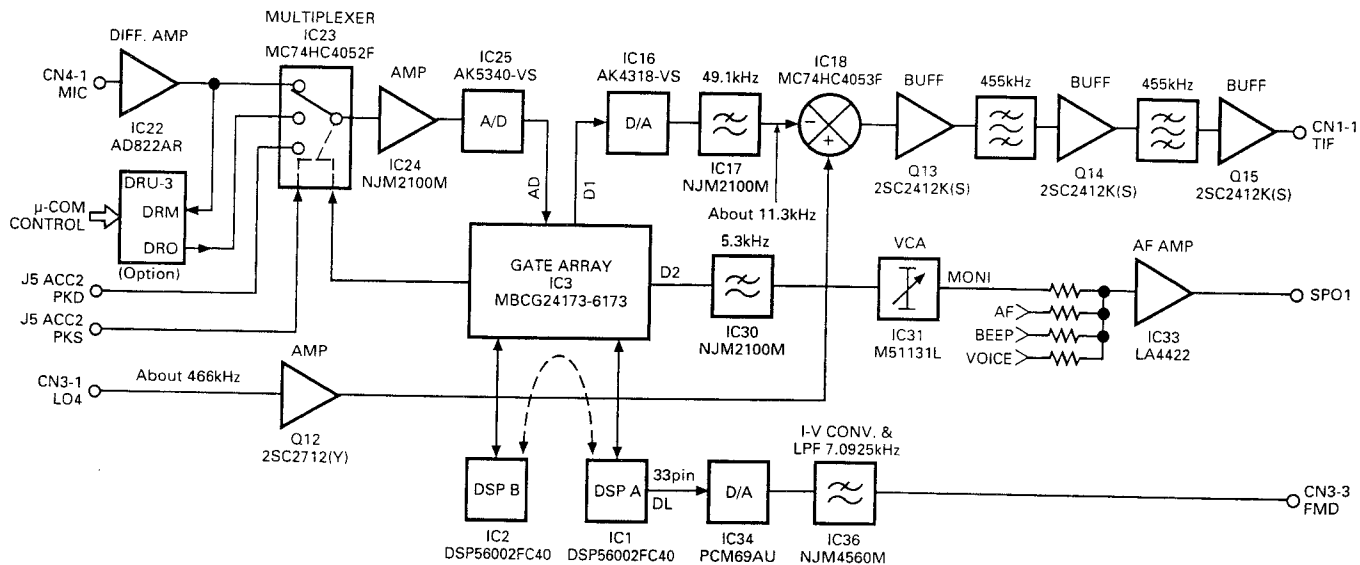 DIFF. AMP
CN4-1
MIC
IC22
AD822AR
MULTIPLEXER
IC23
MC74HC4052F
AMP
IC24
NJM2100M
IC25
AK5340-VS
A/D
AD
IC16
AK4318-VS
D/A
D1
49.1kHz
IC17
NJM2100M
About 11.3kHz
IC18
MC74HC4053F
−
+
BUFF
Q13
2SC2412K(S)
455kHz
BUFF
Q14
2SC2412K(S)
455kHz
BUFF
Q15
2SC2412K(S)
CN1-1
TIF
DRU-3
DRM
DRO
(Option)
μ-COM
CONTROL
J5 ACC2
PKD
J5 ACC2
PKS
GATE ARRAY
IC3
MBCG24173-6173
D2
5.3kHz
IC30
NJM2100M
VCA
IC31
M51131L
MONI
AF
BEEP
VOICE
AF AMP
IC33
LA4422
SPO1
CN3-1
LO4
About 466kHz
AMP
Q12
2SC2712(Y)
DSP B
IC2
DSP56002FC40
DSP A
IC1
DSP56002FC40
33pin
DL
D/A
IC34
PCM69AU
I-V CONV. &
LPF 7.0925kHz
IC36
NJM4560M
CN3-3
FMD